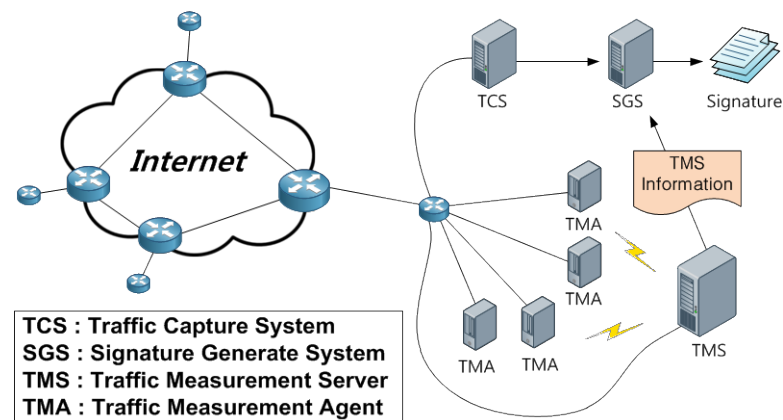 TCS
SGS
Signature
Internet
TMS
Information
TMA
TMA
TMA
TMA
TMS
TCS : Traffic Capture System
SGS : Signature Generate System
TMS : Traffic Measurement Server
TMA : Traffic Measurement Agent